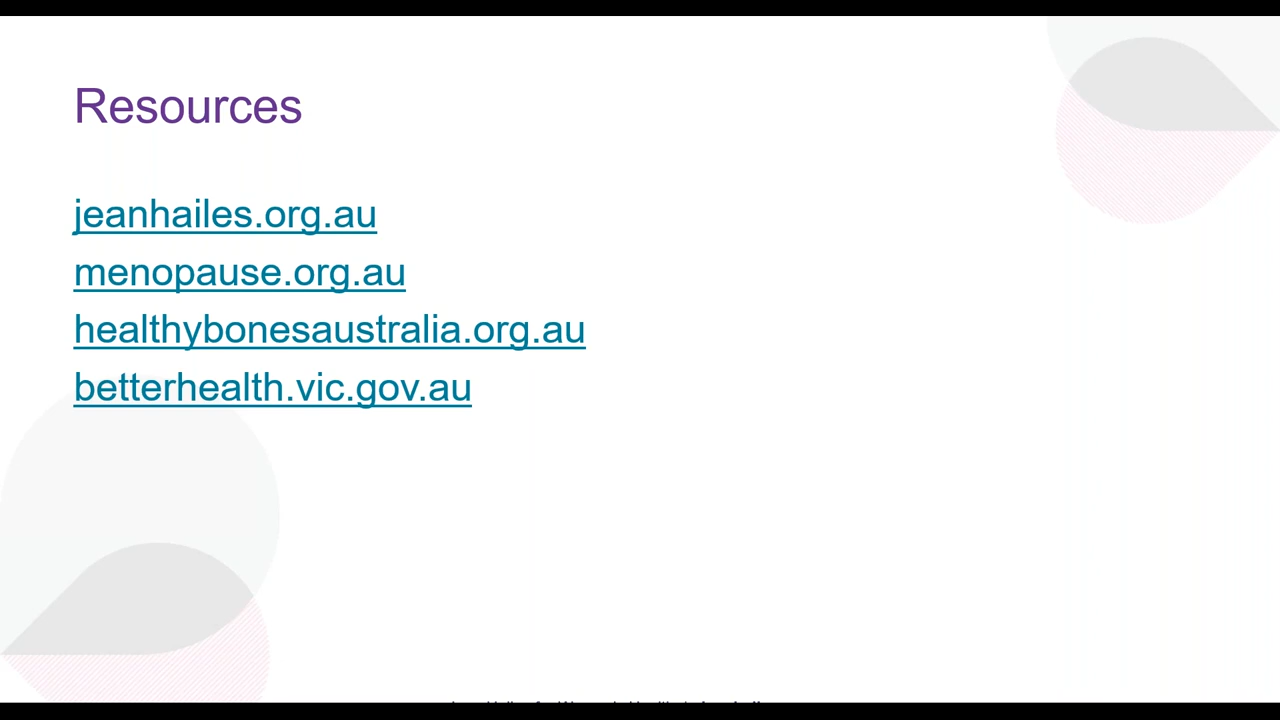 Resources
jeanhailes.org.au
menopause.org.au
healthybonesaustralia.org.au
betterhealth.vic.gov.au